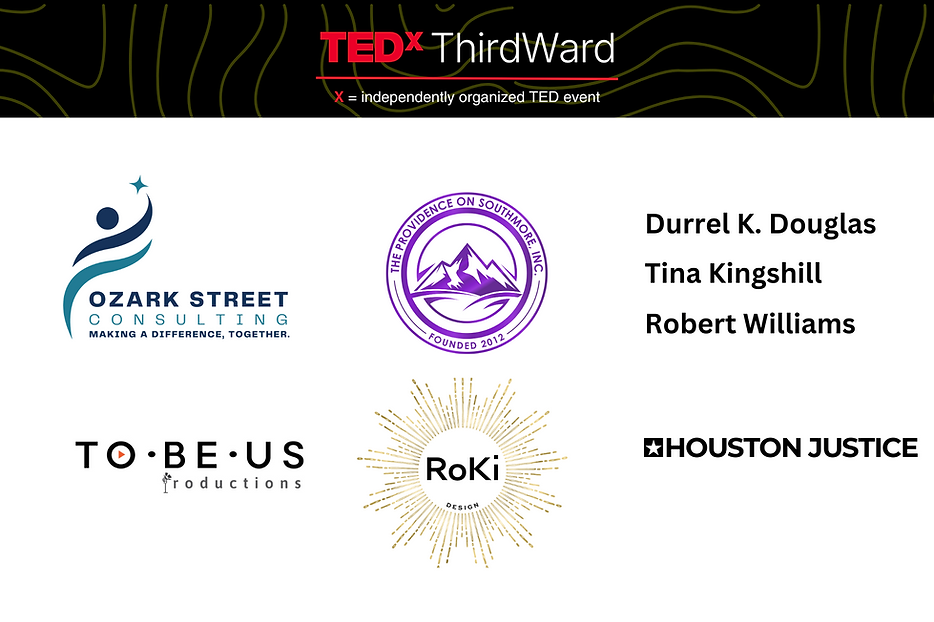 TEDx ThirdWard
X = independently organized TED event
OZARK STREET
CONSULTING
MAKING A DIFFERENCE, TOGETHER.
THE PROVIDENCE ON SOUTHMORE, INC.
FOUNDED 2012
Durrel K. Douglas
Tina Kingshill
Robert Williams
TO·BE·US
Productions
RoKi
DESIGN
HOUSTON JUSTICE